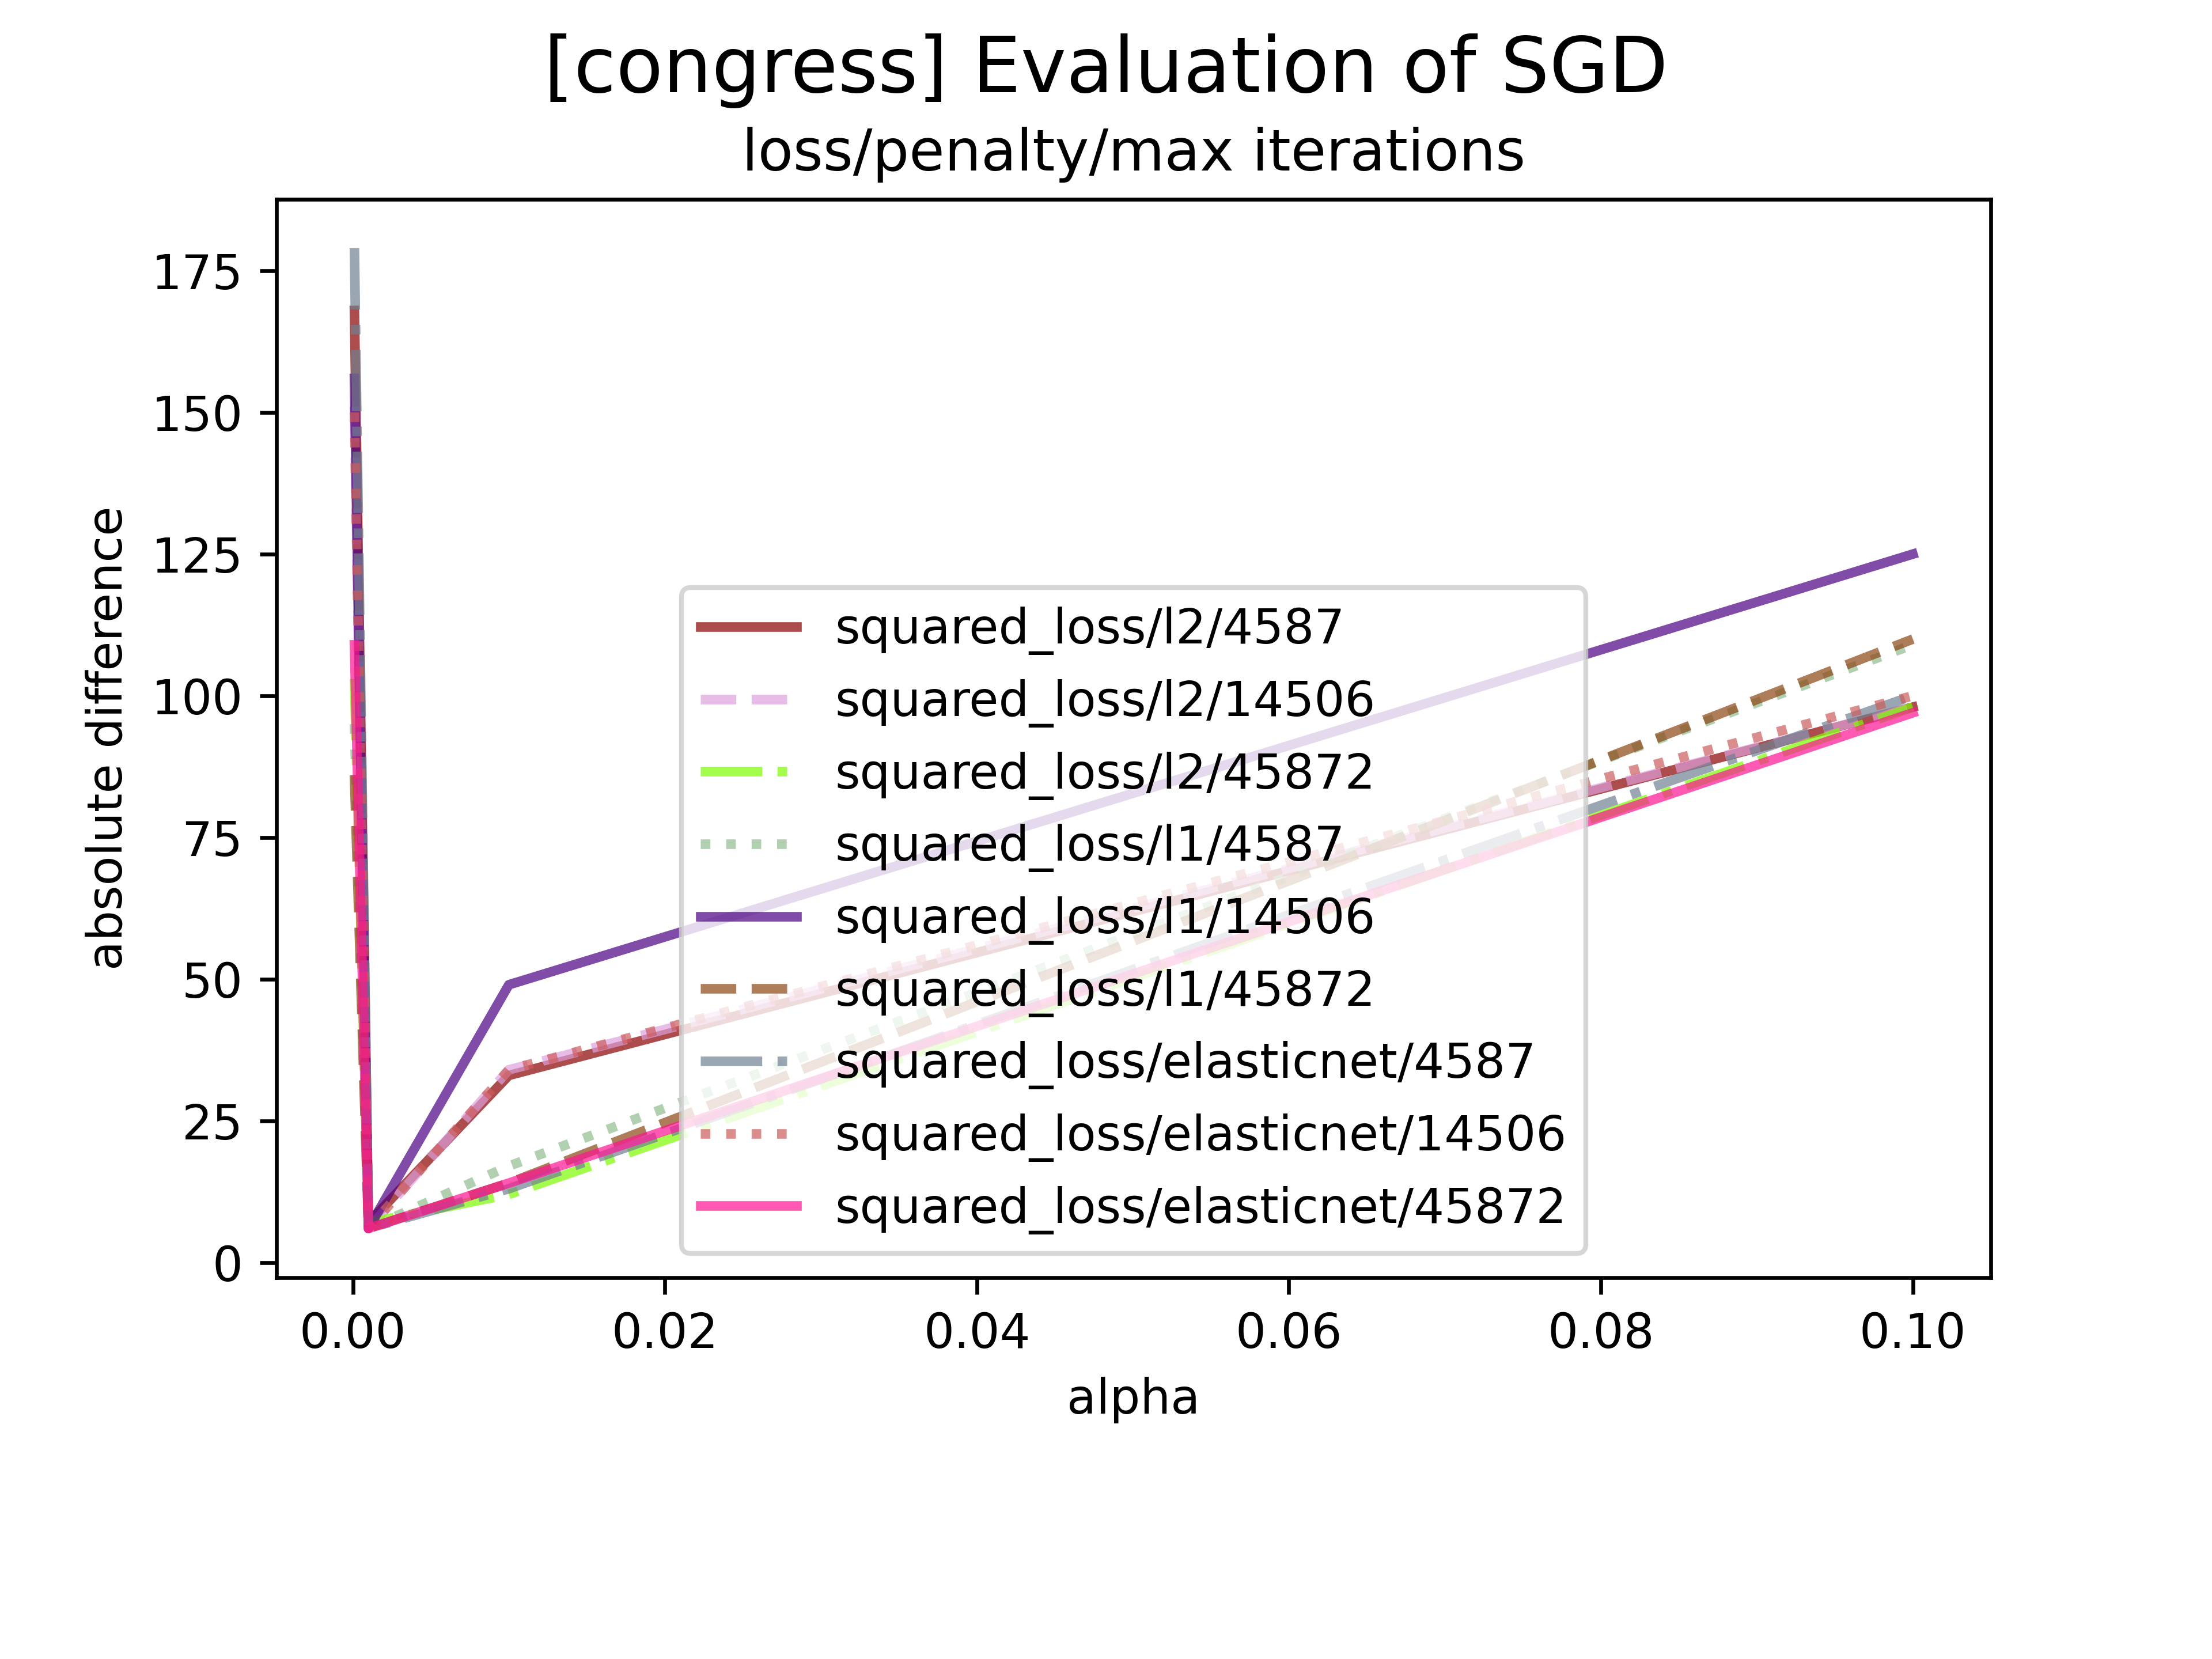 [congress] Evaluation of SGD
loss/penalty/max iterations
absolute difference
175
150
125
100
75
50
25
0
squared_loss/l2/4587
squared_loss/l2/14506
squared_loss/l2/45872
squared_loss/l1/4587
squared_loss/l1/14506
squared_loss/l1/45872
squared_loss/elasticnet/4587
squared_loss/elasticnet/14506
squared_loss/elasticnet/45872
0.00 0.02 0.04 0.06 0.08 0.10
alpha